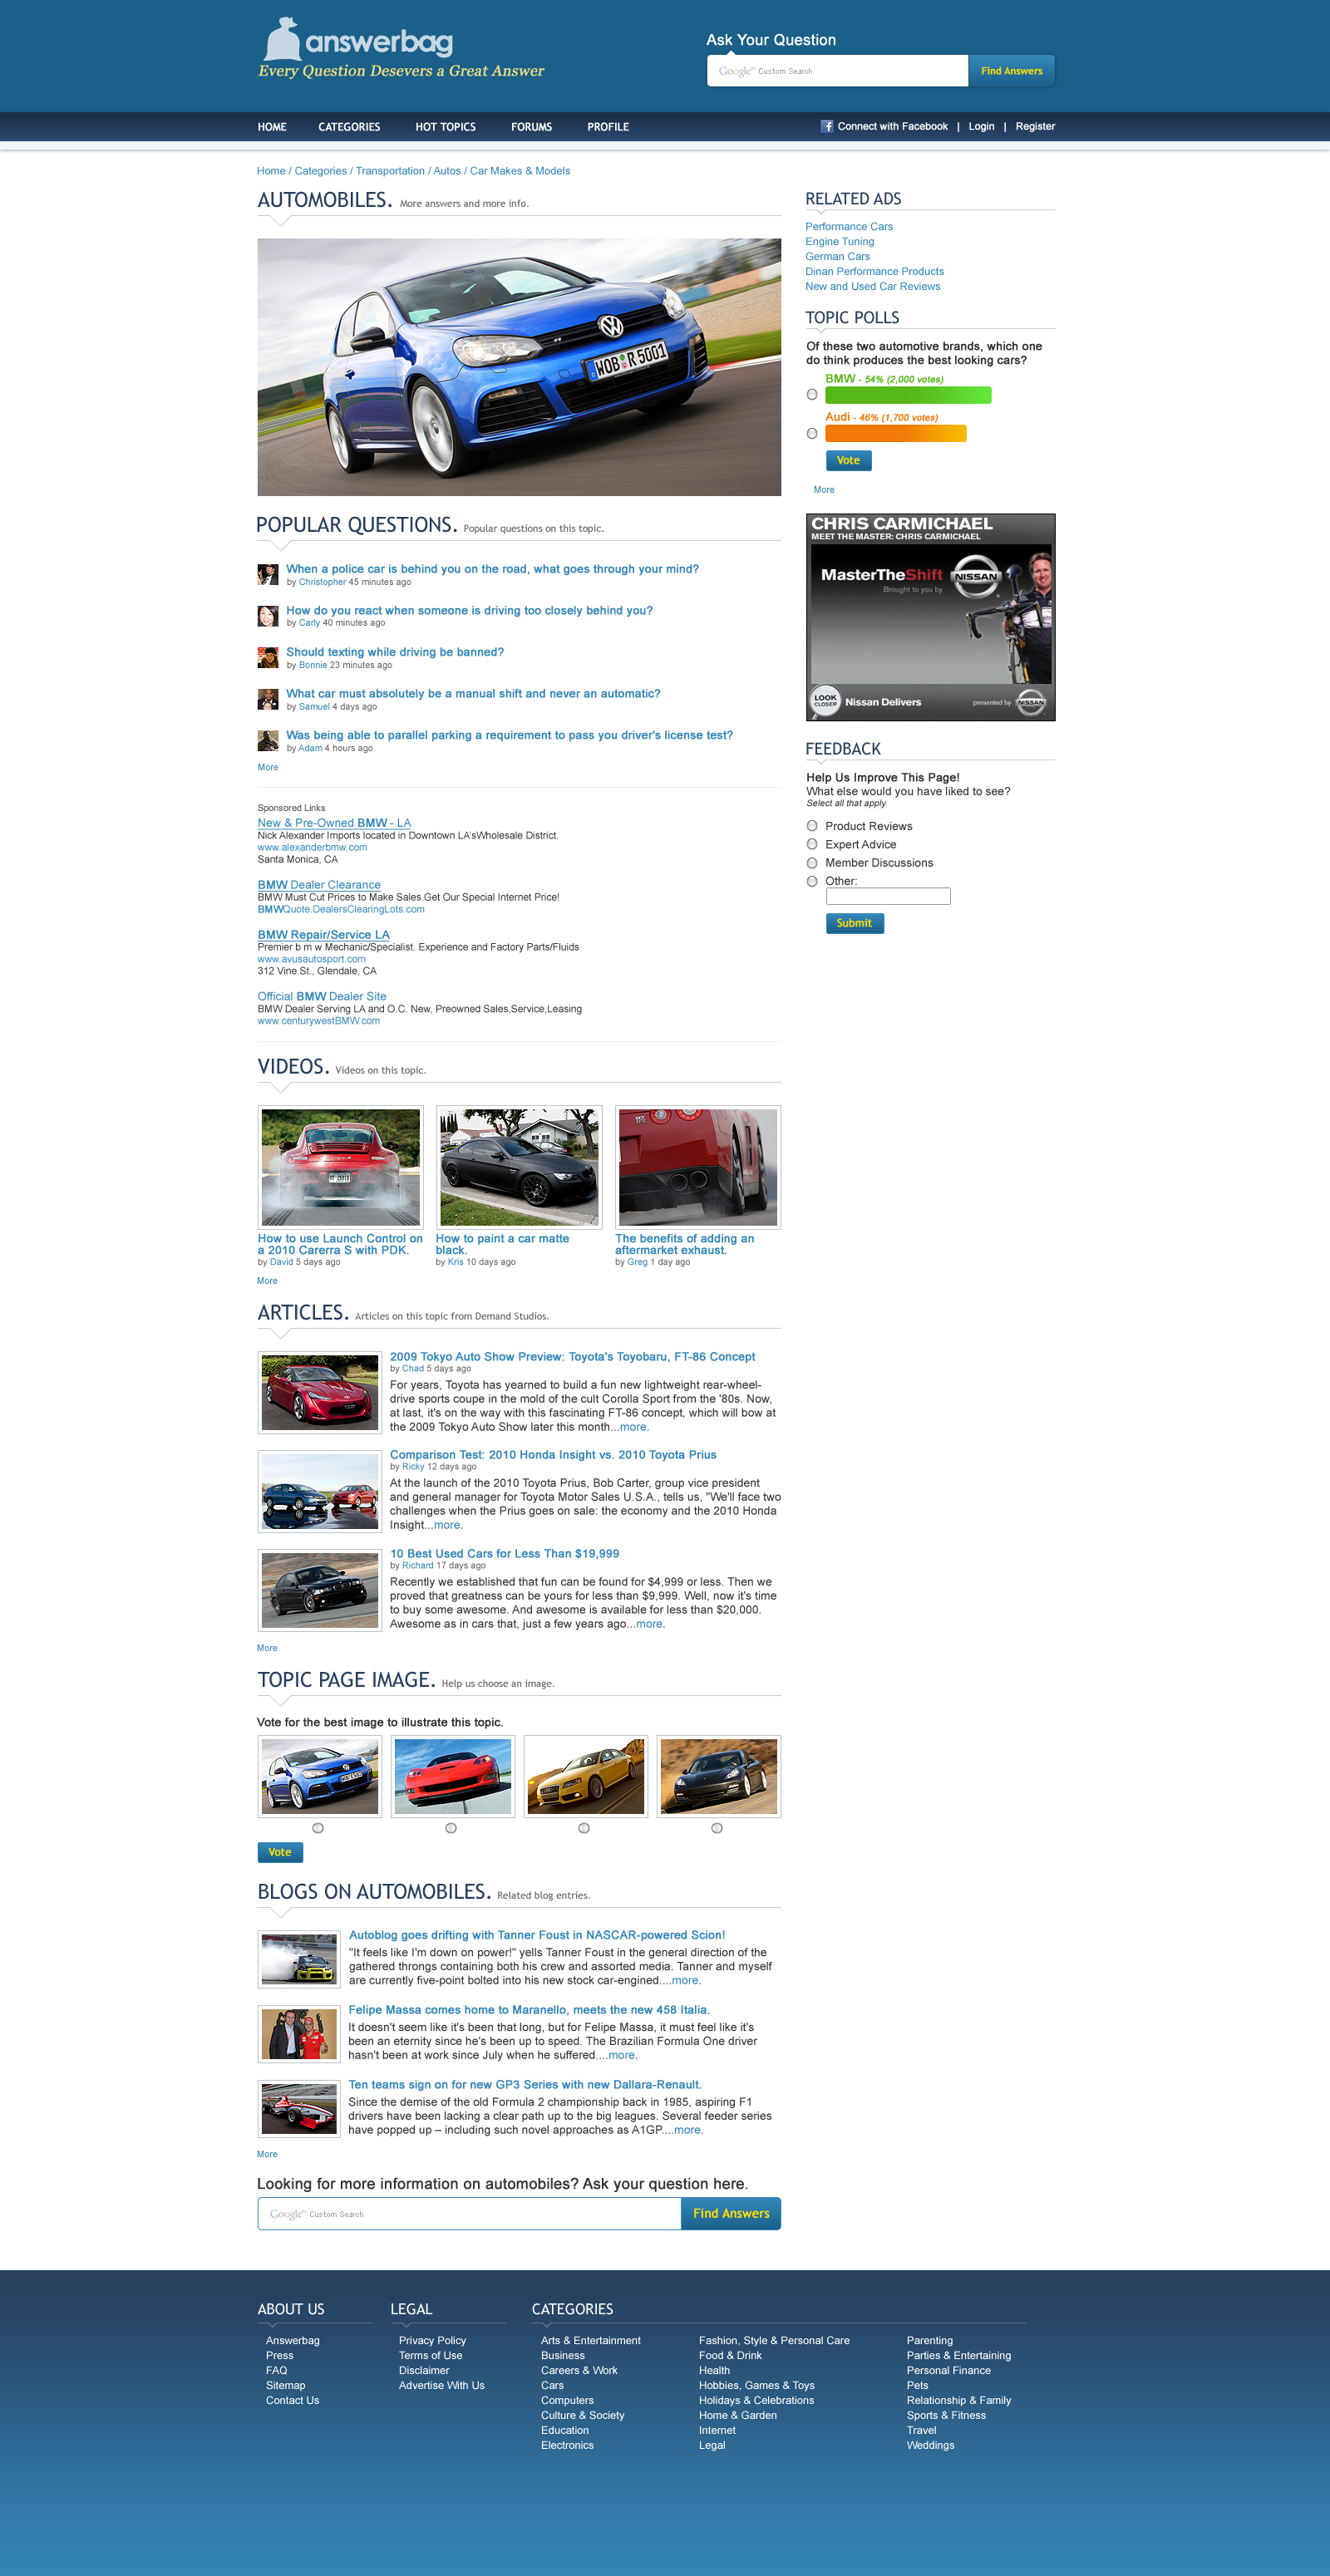 answerbag
Every Question Desevers a Great Answer
Ask Your Question
Google™ Custom Search
Find Answers
HOME CATEGORIES HOT TOPICS FORUMS PROFILE
Connect with Facebook | Login | Register
Home / Categories / Transportation / Autos / Car Makes & Models
AUTOMOBILES. More answers and more info.
WOB R 5001
POPULAR QUESTIONS. Popular questions on this topic.
When a police car is behind you on the road, what goes through your mind?
by Christopher 45 minutes ago
How do you react when someone is driving too closely behind you?
by Carly 40 minutes ago
Should texting while driving be banned?
by Bonnie 23 minutes ago
What car must absolutely be a manual shift and never an automatic?
by Samuel 4 days ago
Was being able to parallel parking a requirement to pass you driver's license test?
by Adam 4 hours ago
More
Sponsored Links
New & Pre-Owned BMW - LA
Nick Alexander Imports located in Downtown LA'sWholesale District.
www.alexanderbmw.com
Santa Monica, CA
BMW Dealer Clearance
BMW Must Cut Prices to Make Sales.Get Our Special Internet Price!
BMWQuote.DealersClearingLots.com
BMW Repair/Service LA
Premier b m w Mechanic/Specialist. Experience and Factory Parts/Fluids
www.avusautosport.com
312 Vine St., Glendale, CA
Official BMW Dealer Site
BMW Dealer Serving LA and O.C. New, Preowned Sales,Service,Leasing
www.centurywestBMW.com
VIDEOS. Videos on this topic.
How to use Launch Control on
a 2010 Carerra S with PDK.
by David 5 days ago
How to paint a car matte
black.
by Kris 10 days ago
The benefits of adding an
aftermarket exhaust.
by Greg 1 day ago
More
ARTICLES. Articles on this topic from Demand Studios.
2009 Tokyo Auto Show Preview: Toyota's Toyobaru, FT-86 Concept
by Chad 5 days ago
For years, Toyota has yearned to build a fun new lightweight rear-wheel-
drive sports coupe in the mold of the cult Corolla Sport from the '80s. Now,
at last, it's on the way with this fascinating FT-86 concept, which will bow at
the 2009 Tokyo Auto Show later this month...more.
Comparison Test: 2010 Honda Insight vs. 2010 Toyota Prius
by Ricky 12 days ago
At the launch of the 2010 Toyota Prius, Bob Carter, group vice president
and general manager for Toyota Motor Sales U.S.A., tells us, "We'll face two
challenges when the Prius goes on sale: the economy and the 2010 Honda
Insight...more.
10 Best Used Cars for Less Than $19,999
by Richard 17 days ago
Recently we established that fun can be found for $4,999 or less. Then we
proved that greatness can be yours for less than $9,999. Well, now it's time
to buy some awesome. And awesome is available for less than $20,000.
Awesome as in cars that, just a few years ago...more.
More
TOPIC PAGE IMAGE. Help us choose an image.
Vote for the best image to illustrate this topic.
Vote
BLOGS ON AUTOMOBILES. Related blog entries.
Autoblog goes drifting with Tanner Foust in NASCAR-powered Scion!
"It feels like I'm down on power!" yells Tanner Foust in the general direction of the
gathered throngs containing both his crew and assorted media. Tanner and myself
are currently five-point bolted into his new stock car-engined....more.
Felipe Massa comes home to Maranello, meets the new 458 Italia.
It doesn't seem like it's been that long, but for Felipe Massa, it must feel like it's
been an eternity since he's been up to speed. The Brazilian Formula One driver
hasn't been at work since July when he suffered....more.
Ten teams sign on for new GP3 Series with new Dallara-Renault.
Since the demise of the old Formula 2 championship back in 1985, aspiring F1
drivers have been lacking a clear path up to the big leagues. Several feeder series
have popped up – including such novel approaches as A1GP....more.
More
Looking for more information on automobiles? Ask your question here.
Google™ Custom Search
Find Answers
RELATED ADS
Performance Cars
Engine Tuning
German Cars
Dinan Performance Products
New and Used Car Reviews
TOPIC POLLS
Of these two automotive brands, which one
do think produces the best looking cars?
BMW - 54% (2,000 votes)
Audi - 46% (1,700 votes)
Vote
More
CHRIS CARMICHAEL
MEET THE MASTER: CHRIS CARMICHAEL
MasterTheShift
Brought to you by
NISSAN
LOOK
CLOSER
Nissan Delivers
presented by
NISSAN
FEEDBACK
Help Us Improve This Page!
What else would you have liked to see?
Select all that apply.
Product Reviews
Expert Advice
Member Discussions
Other:
Submit
ABOUT US
Answerbag
Press
FAQ
Sitemap
Contact Us
LEGAL
Privacy Policy
Terms of Use
Disclaimer
Advertise With Us
CATEGORIES
Arts & Entertainment
Business
Careers & Work
Cars
Computers
Culture & Society
Education
Electronics
Fashion, Style & Personal Care
Food & Drink
Health
Hobbies, Games & Toys
Holidays & Celebrations
Home & Garden
Internet
Legal
Parenting
Parties & Entertaining
Personal Finance
Pets
Relationship & Family
Sports & Fitness
Travel
Weddings